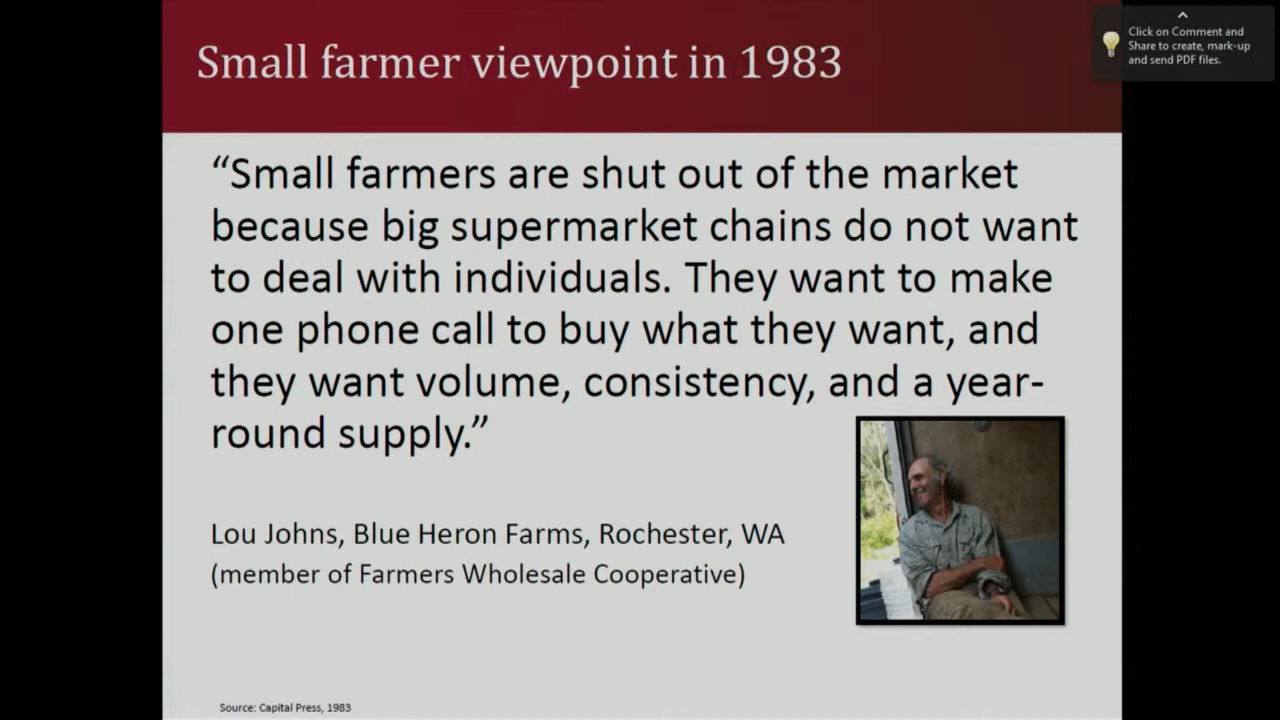 Small farmer viewpoint in 1983
Click on Comment and
Share to create, mark-up
and send PDF files.
“Small farmers are shut out of the market
because big supermarket chains do not want
to deal with individuals. They want to make
one phone call to buy what they want, and
they want volume, consistency, and a year-
round supply.”
Lou Johns, Blue Heron Farms, Rochester, WA
(member of Farmers Wholesale Cooperative)
Source: Capital Press, 1983